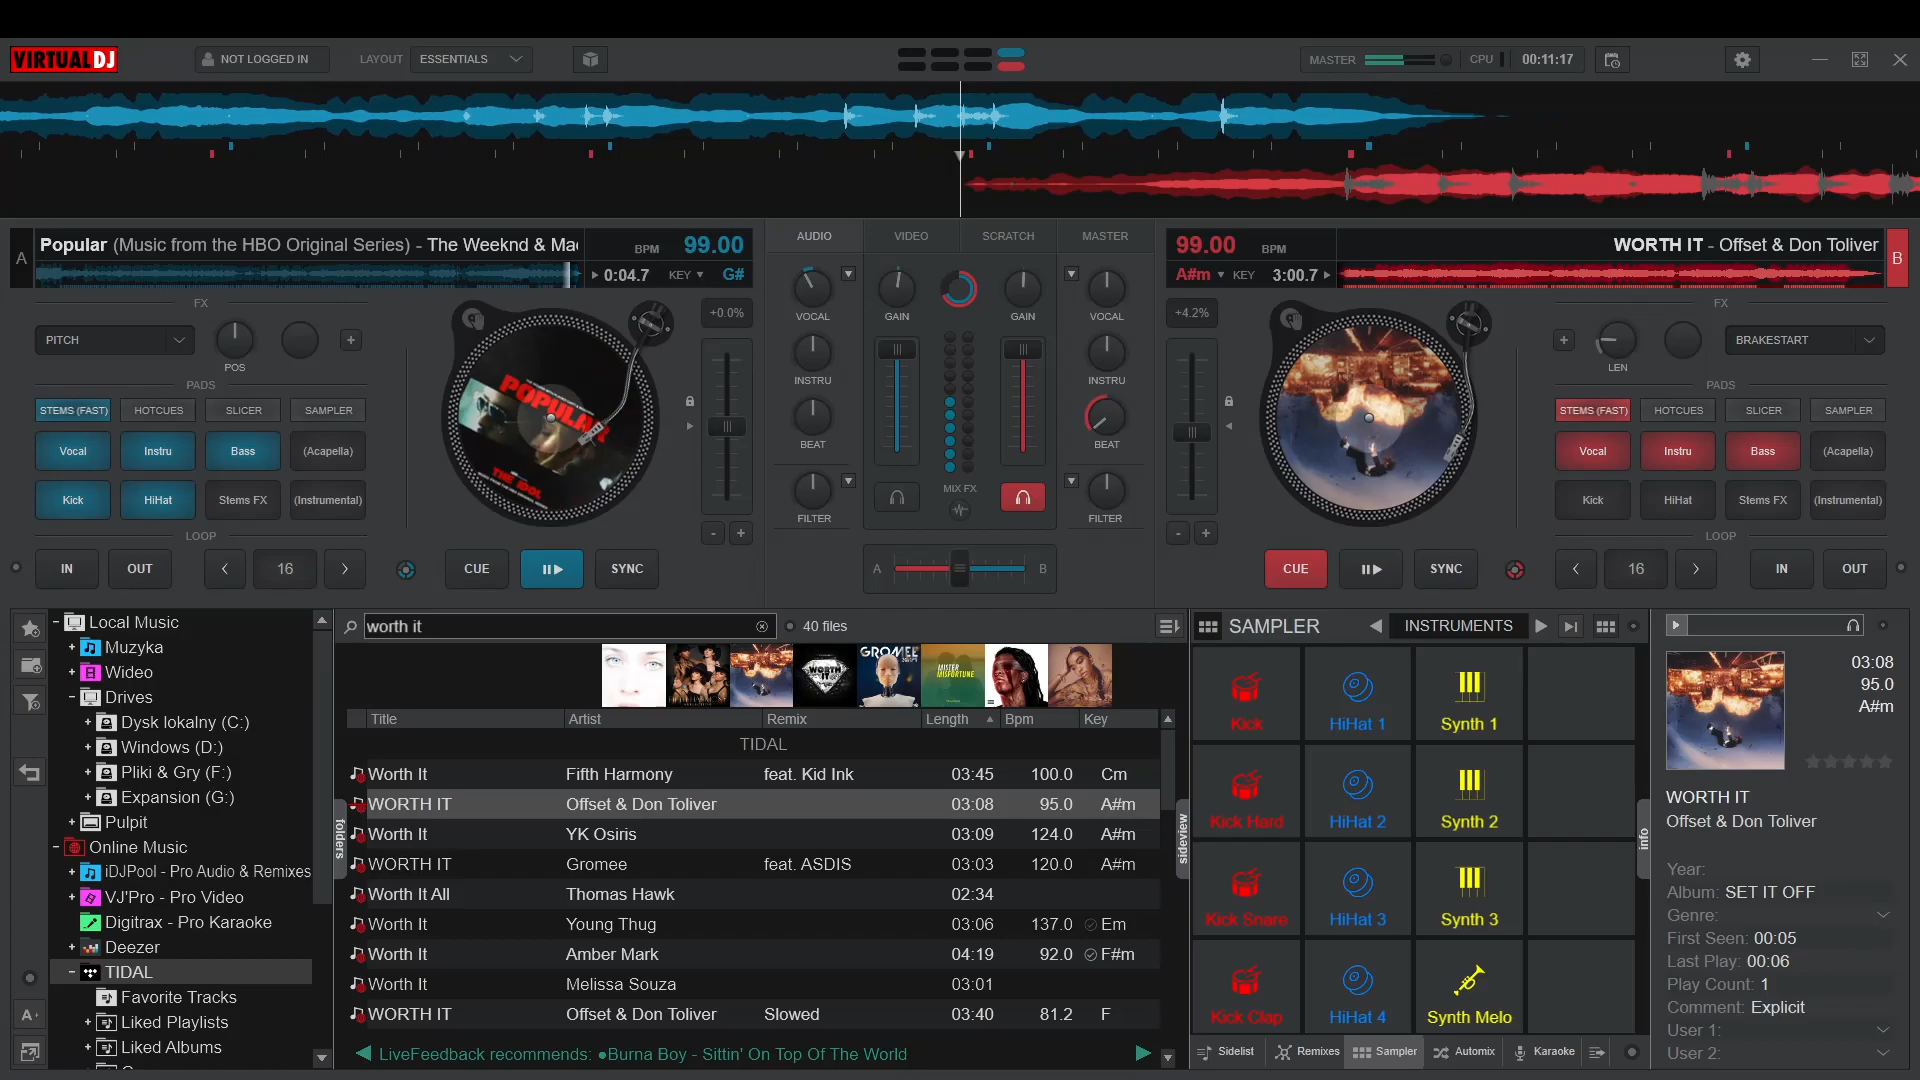 VIRTUAL DJ
NOT LOGGED IN
LAYOUT
ESSENTIALS
MASTER
CPU
00:11:17
A
Popular (Music from the HBO Original Series) - The Weeknd & Mad
BPM
99.00
0:04.7
KEY
G#
AUDIO
VIDEO
SCRATCH
MASTER
99.00
BPM
WORTH IT - Offset & Don Toliver
A#m
KEY
3:00.7
B
FX
PITCH
POS
+
PADS
STEMS (FAST)
HOTCUES
SLICER
SAMPLER
Vocal
Instru
Bass
(Acapella)
Kick
HiHat
Stems FX
(Instrumental)
LOOP
IN
OUT
<
16
>
POPULAR
THE IDOL
CUE
SYNC
+0.0%
-
+
VOCAL
GAIN
GAIN
VOCAL
INSTRU
INSTRU
BEAT
BEAT
MIX FX
FILTER
FILTER
A
B
+4.2%
-
+
CUE
SYNC
FX
+
LEN
BRAKESTART
PADS
STEMS (FAST)
HOTCUES
SLICER
SAMPLER
Vocal
Instru
Bass
(Acapella)
Kick
HiHat
Stems FX
(Instrumental)
LOOP
<
16
>
IN
OUT
- Local Music
+ Muzyka
+ Wideo
- Drives
+ Dysk lokalny (C:)
+ Windows (D:)
+ Pliki & Gry (F:)
+ Expansion (G:)
+ Pulpit
- Online Music
+ iDJPool - Pro Audio & Remixes
+ VJ'Pro - Pro Video
Digitrax - Pro Karaoke
+ Deezer
- TIDAL
Favorite Tracks
+ Liked Playlists
+ Liked Albums
A+
folders
worth it
40 files
WORTH IT
GROMEE
MISTER MISFORTUNE
Title Artist Remix Length Bpm Key
TIDAL
Worth It Fifth Harmony feat. Kid Ink 03:45 100.0 Cm
WORTH IT Offset & Don Toliver 03:08 95.0 A#m
Worth It YK Osiris 03:09 124.0 A#m
WORTH IT Gromee feat. ASDIS 03:03 120.0 A#m
Worth It All Thomas Hawk 02:34
Worth It Young Thug 03:06 137.0 Em
Worth It Amber Mark 04:19 92.0 F#m
Worth It Melissa Souza 03:01
WORTH IT Offset & Don Toliver Slowed 03:40 81.2 F
LiveFeedback recommends: ●Burna Boy - Sittin' On Top Of The World
sideview
SAMPLER
INSTRUMENTS
Kick
HiHat 1
Synth 1
Kick Hard
HiHat 2
Synth 2
Kick Snare
HiHat 3
Synth 3
Kick Clap
HiHat 4
Synth Melo
Sidelist
Remixes
Sampler
Automix
Karaoke
info
03:08
95.0
A#m
WORTH IT
Offset & Don Toliver
Year:
Album: SET IT OFF
Genre:
First Seen: 00:05
Last Play: 00:06
Play Count: 1
Comment: Explicit
User 1:
User 2: